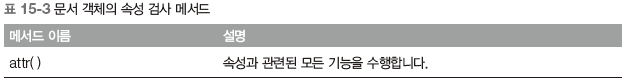 표 15-3 문서 객체의 속성 검사 메서드
메서드 이름 설명
attr( ) 속성과 관련된 모든 기능을 수행합니다.